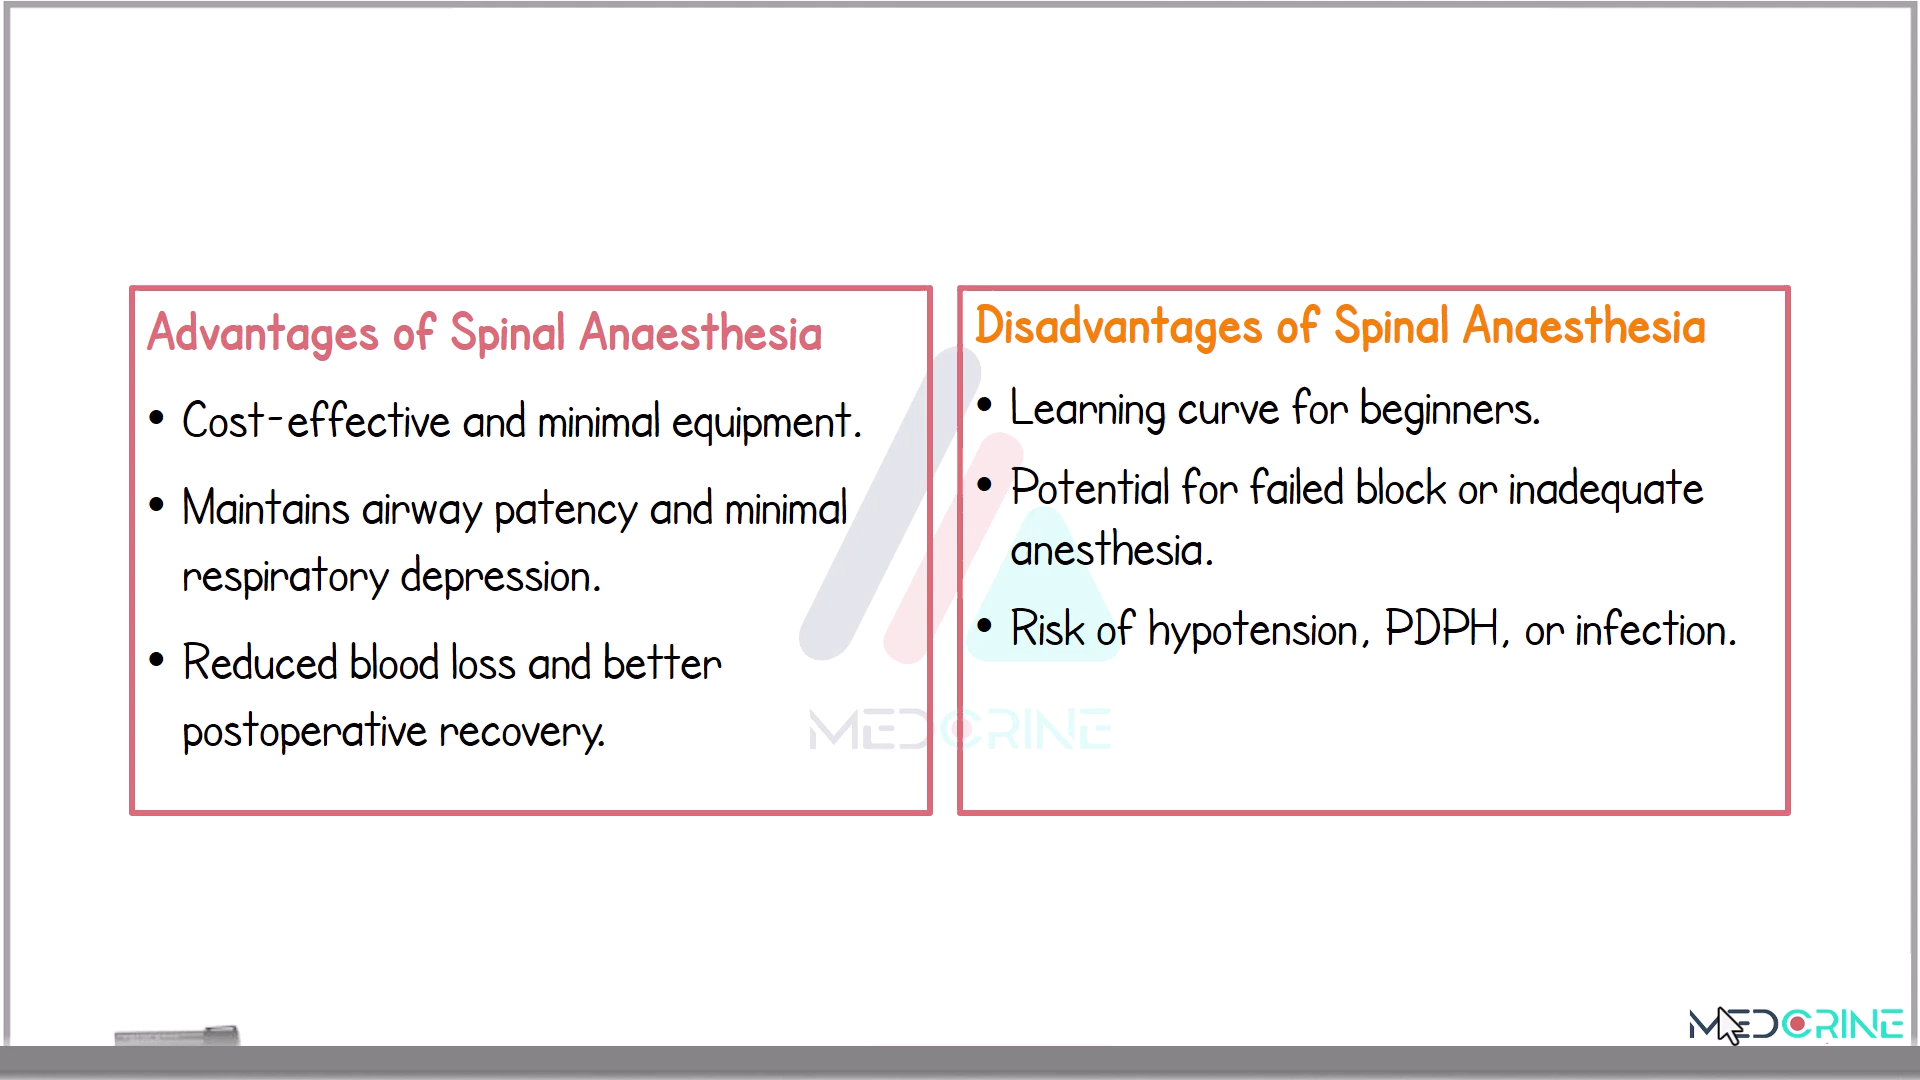 Advantages of Spinal Anaesthesia
• Cost-effective and minimal equipment.
• Maintains airway patency and minimal
respiratory depression.
• Reduced blood loss and better
postoperative recovery.
Disadvantages of Spinal Anaesthesia
• Learning curve for beginners.
• Potential for failed block or inadequate
anesthesia.
• Risk of hypotension, PDPH, or infection.
MEDCRINE
MEDCRINE